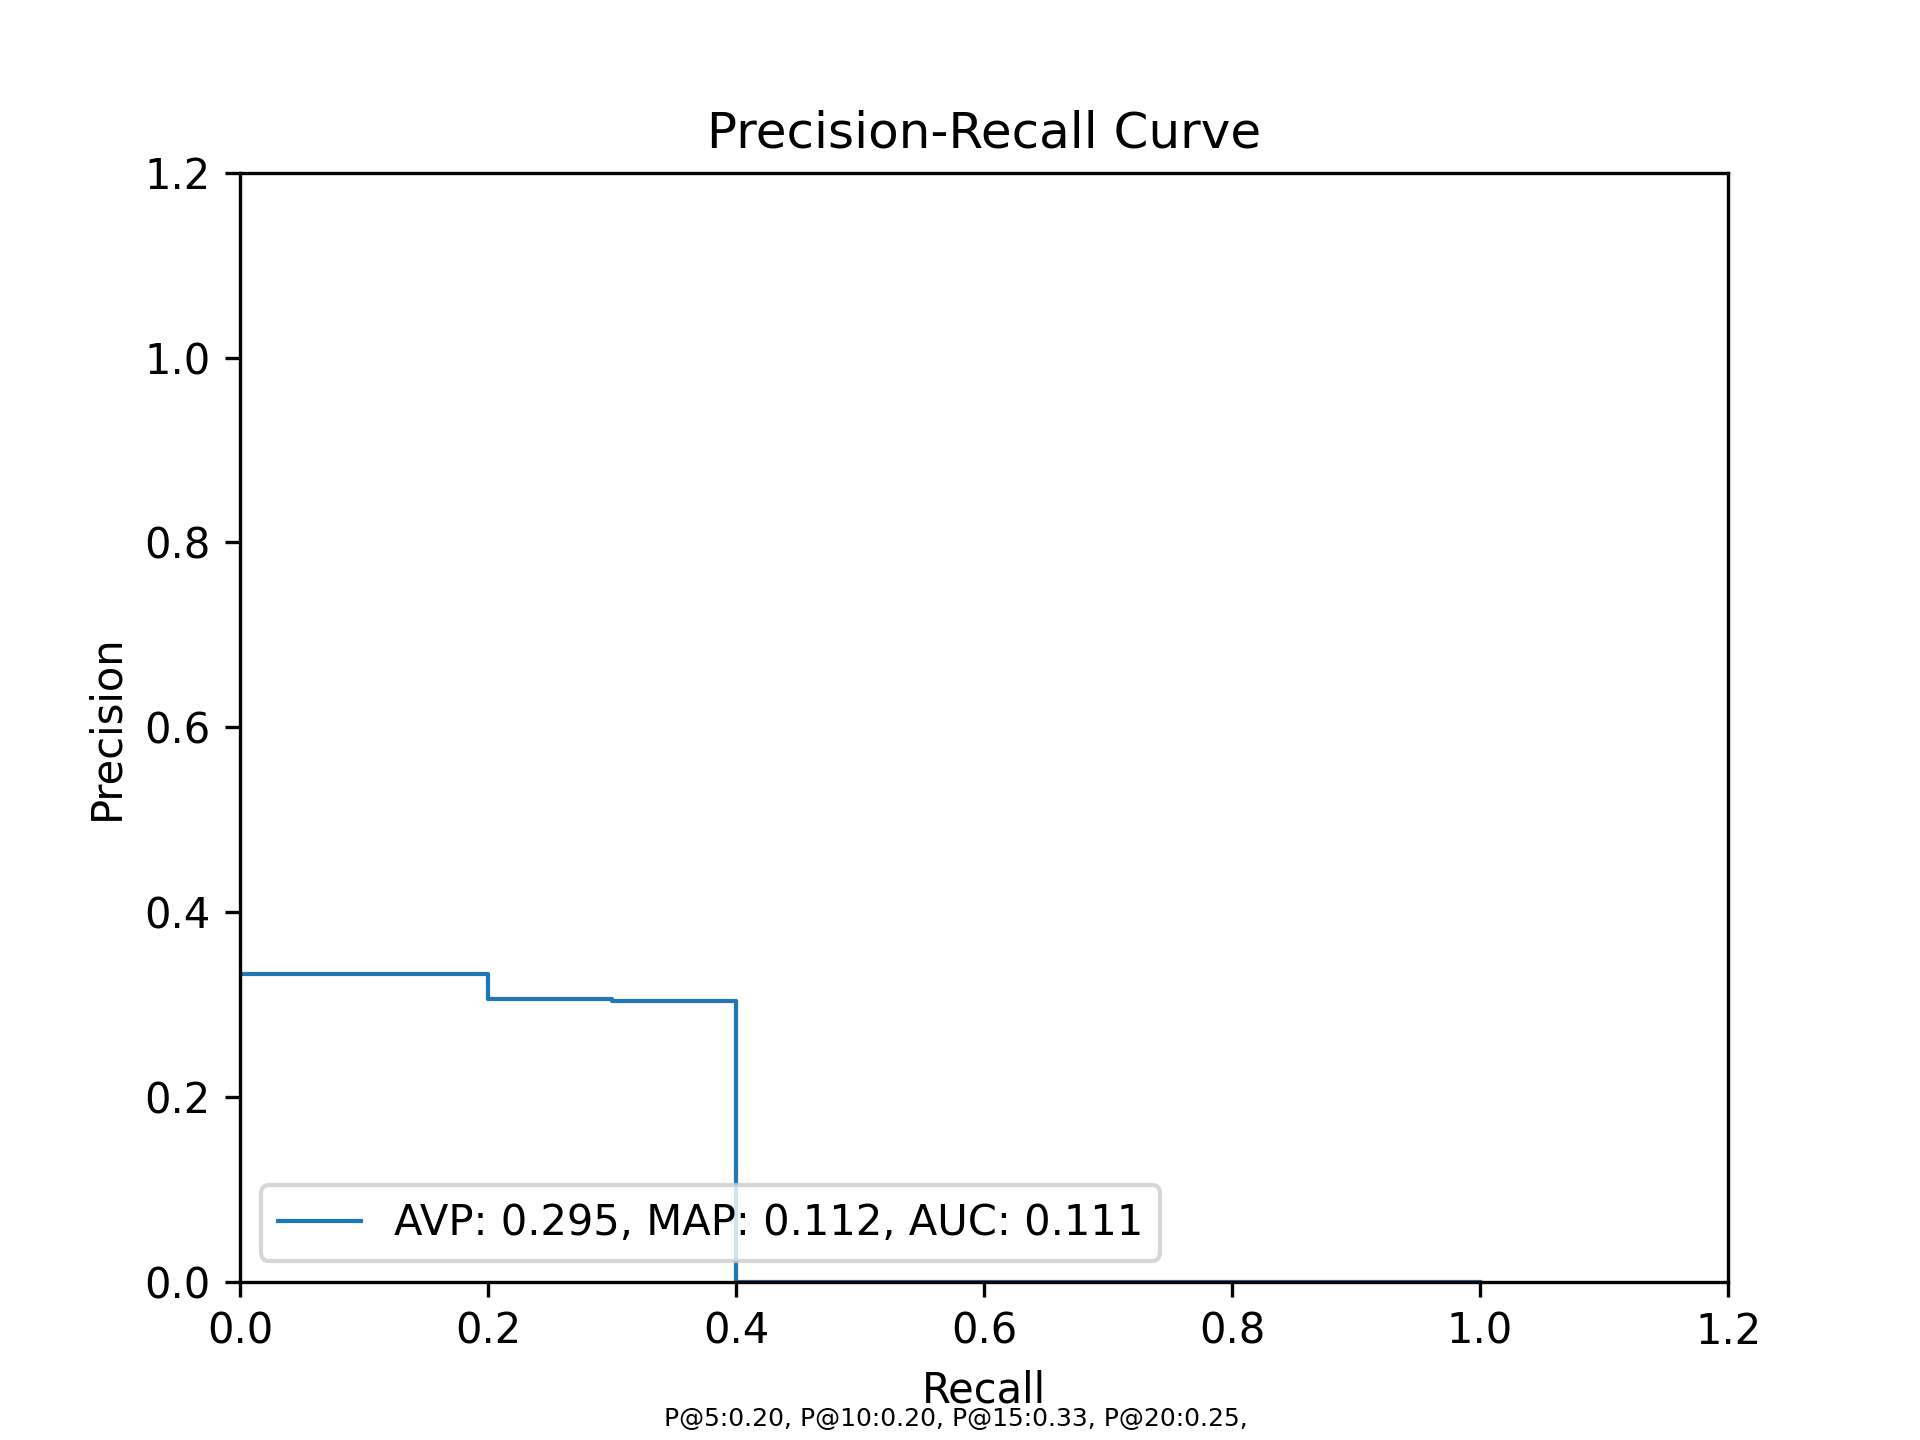 Precision-Recall Curve
1.2
1.0
0.8
0.6
0.4
0.2
0.0
Precision
AVP: 0.295, MAP: 0.112, AUC: 0.111
0.0 0.2 0.4 0.6 0.8 1.0 1.2
Recall
P@5:0.20, P@10:0.20, P@15:0.33, P@20:0.25,